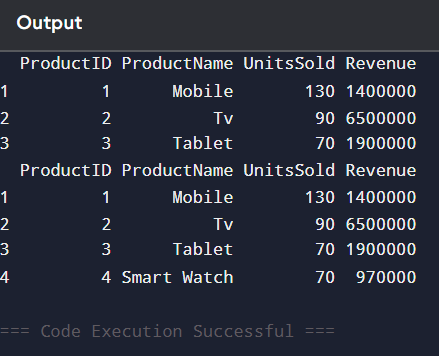 Output
ProductID ProductName UnitsSold Revenue
1 1 Mobile 130 1400000
2 2 Tv 90 6500000
3 3 Tablet 70 1900000
ProductID ProductName UnitsSold Revenue
1 1 Mobile 130 1400000
2 2 Tv 90 6500000
3 3 Tablet 70 1900000
4 4 Smart Watch 70 970000
=== Code Execution Successful ===